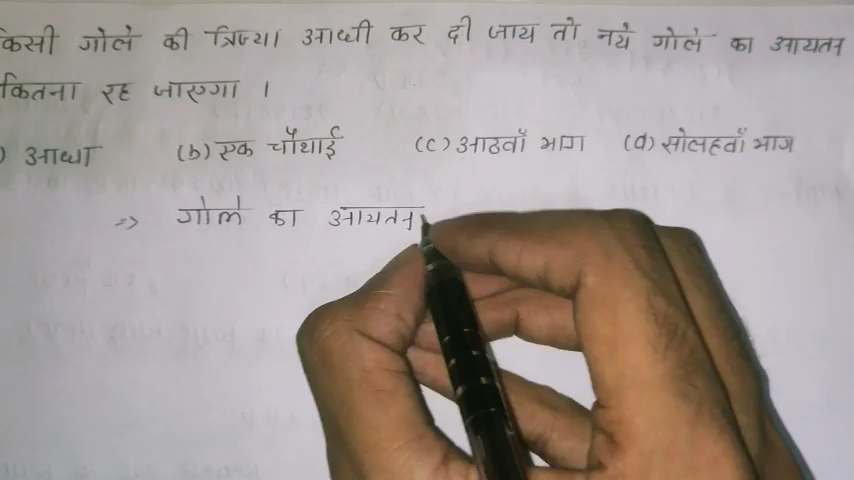 किसी गोले की त्रिज्या आधी कर दी जाय तो नये गोले का आयतन
कितना रह जाएगा ।
) आधा (b) एक चौथाई (c) आठवाँ भाग (d) सोलहवाँ भाग
⇒ गोले का आयतन